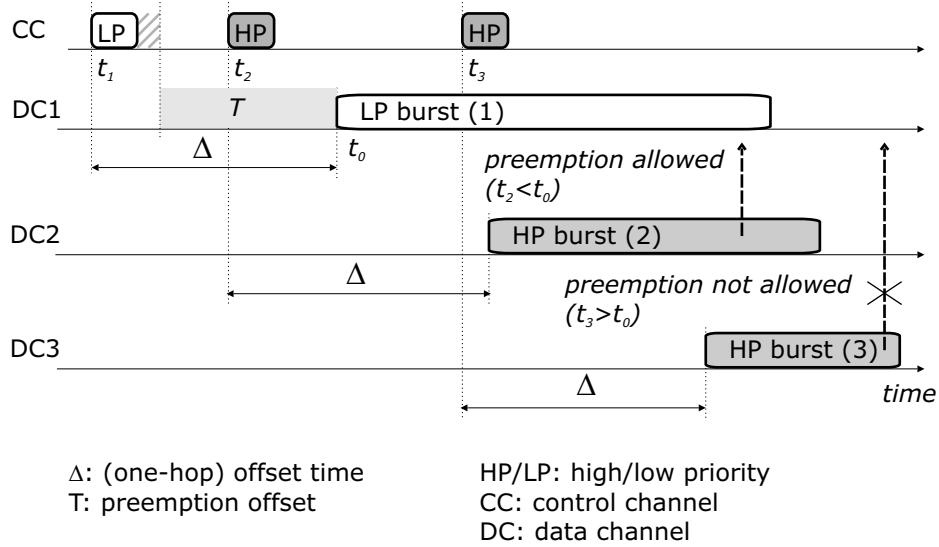 CC
LP
HP
HP
t₁
t₂
t₃
DC1
T
LP burst (1)
Δ
t₀
preemption allowed
(t₂<t₀)
DC2
HP burst (2)
Δ
preemption not allowed
(t₃>t₀)
DC3
HP burst (3)
Δ
time
Δ: (one-hop) offset time
T: preemption offset
HP/LP: high/low priority
CC: control channel
DC: data channel